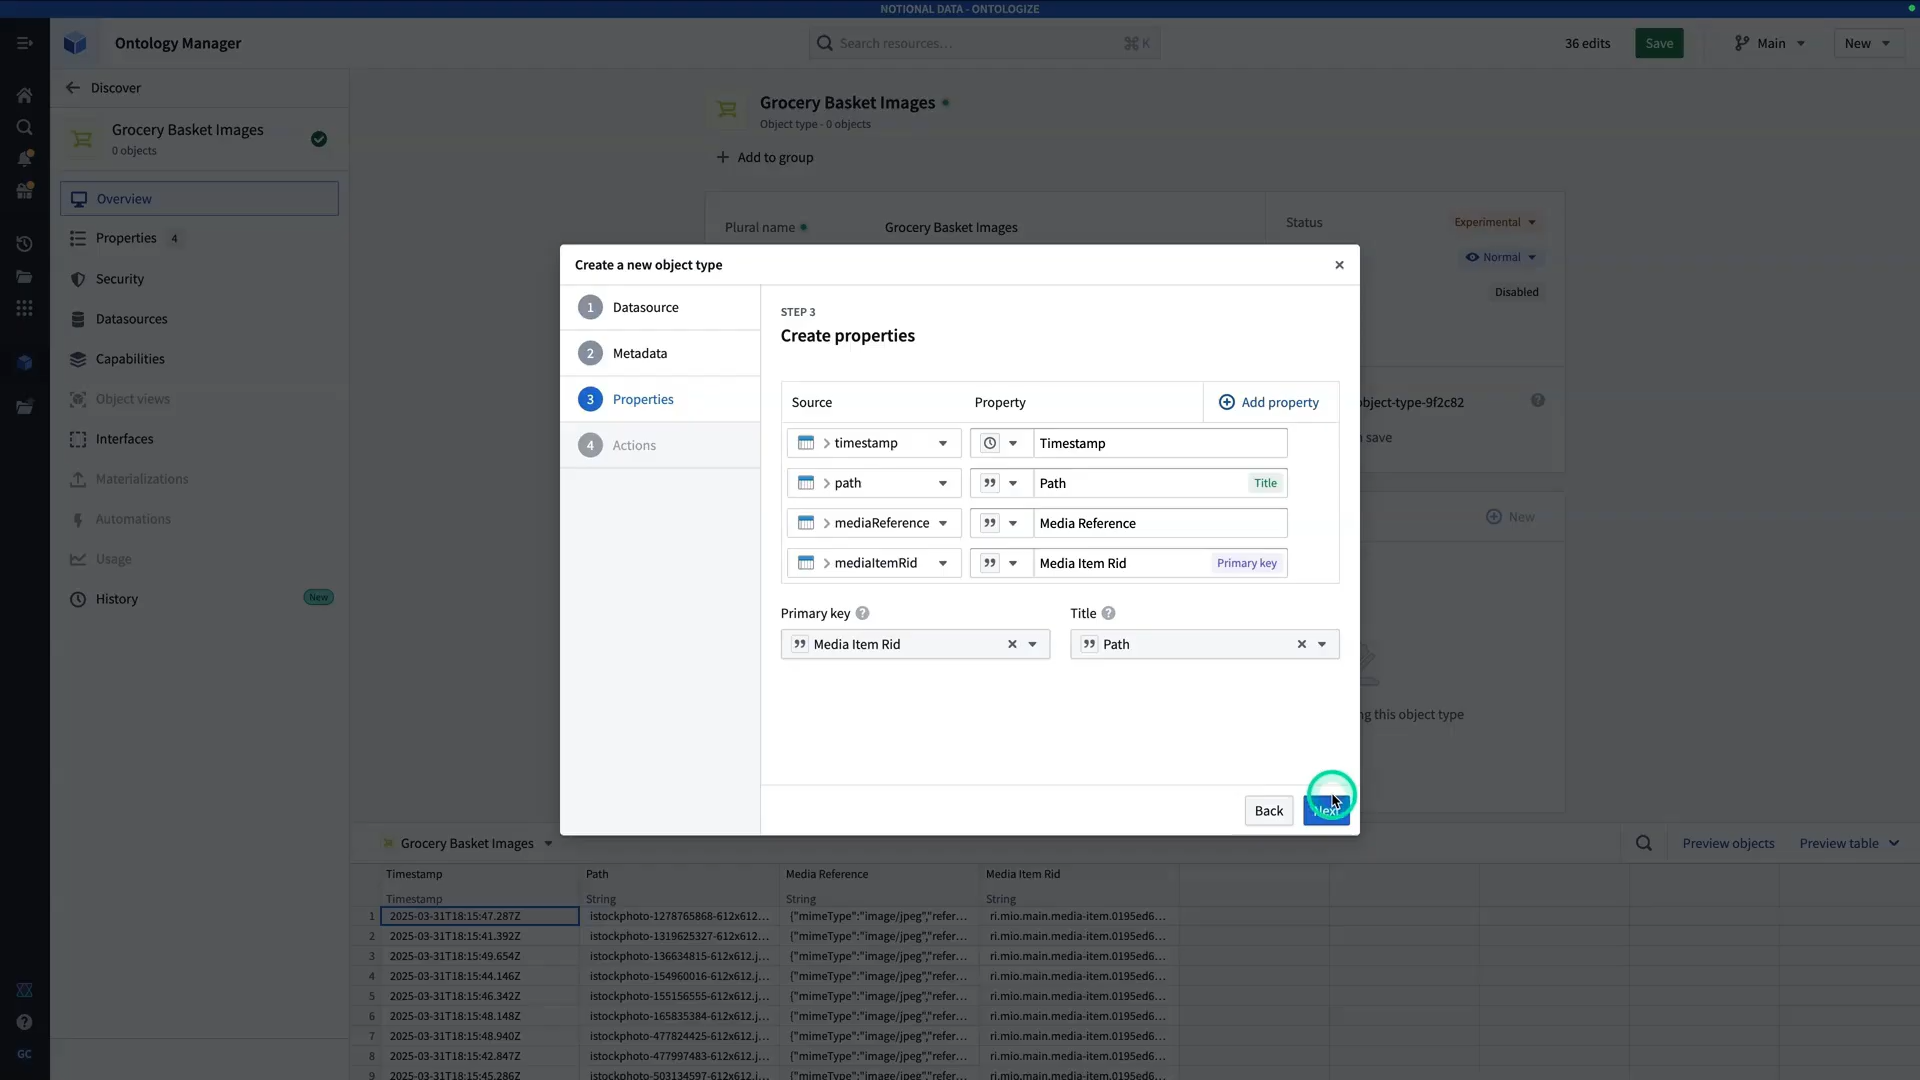 NOTIONAL DATA - ONTOLOGIZE
Ontology Manager
Search resources...
⌘K
36 edits
Save
Main
New
Discover
Grocery Basket Images
0 objects
Overview
Properties 4
Security
Datasources
Capabilities
Object views
Interfaces
Materializations
Automations
Usage
History
New
GC
Grocery Basket Images
Object type - 0 objects
Add to group
Plural name
Grocery Basket Images
Status
Experimental
Normal
Disabled
object-type-9f2c82
save
New
this object type
Create a new object type
1 Datasource
2 Metadata
3 Properties
4 Actions
STEP 3
Create properties
Source Property Add property
timestamp Timestamp
path Path Title
mediaReference Media Reference
mediaItemRid Media Item Rid Primary key
Primary key ? Title ?
Media Item Rid Path
Back Next
Grocery Basket Images
Preview objects
Preview table
Timestamp Path Media Reference Media Item Rid
Timestamp String String String
1 2025-03-31T18:15:47.287Z istockphoto-1278765868-612x612... {"mimeType":"image/jpeg","refer... ri.mio.main.media-item.0195ed6...
2 2025-03-31T18:15:41.392Z istockphoto-1319625327-612x612... {"mimeType":"image/jpeg","refer... ri.mio.main.media-item.0195ed6...
3 2025-03-31T18:15:49.654Z istockphoto-136634815-612x612.j... {"mimeType":"image/jpeg","refer... ri.mio.main.media-item.0195ed6...
4 2025-03-31T18:15:44.146Z istockphoto-154960016-612x612.j... {"mimeType":"image/jpeg","refer... ri.mio.main.media-item.0195ed6...
5 2025-03-31T18:15:46.342Z istockphoto-155156555-612x612.j... {"mimeType":"image/jpeg","refer... ri.mio.main.media-item.0195ed6...
6 2025-03-31T18:15:48.148Z istockphoto-165835384-612x612.j... {"mimeType":"image/jpeg","refer... ri.mio.main.media-item.0195ed6...
7 2025-03-31T18:15:48.940Z istockphoto-477824425-612x612.j... {"mimeType":"image/jpeg","refer... ri.mio.main.media-item.0195ed6...
8 2025-03-31T18:15:42.847Z istockphoto-477997483-612x612.j... {"mimeType":"image/jpeg","refer... ri.mio.main.media-item.0195ed6...
9 2025-03-31T18:15:45.286Z istockphoto-503134597-612x612.j... {"mimeType":"image/jpeg","refer... ri.mio.main.media-item.0195ed6...